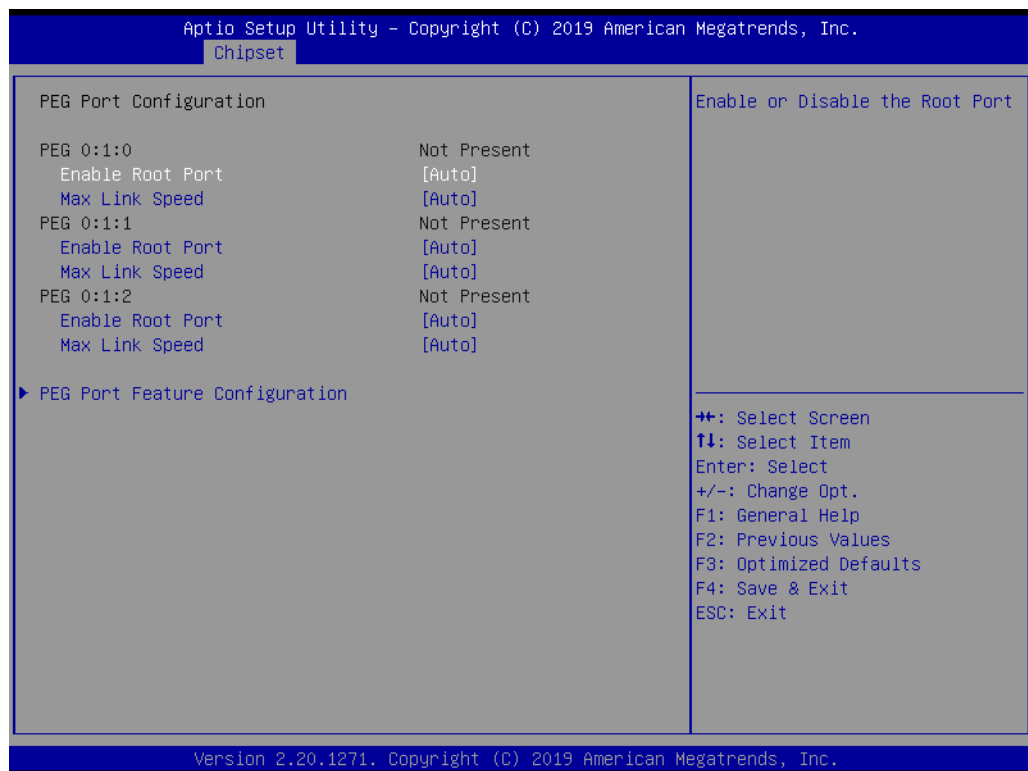 Aptio Setup Utility – Copyright (C) 2019 American Megatrends, Inc.
Chipset
PEG Port Configuration
PEG 0:1:0 Not Present
Enable Root Port [Auto]
Max Link Speed [Auto]
PEG 0:1:1 Not Present
Enable Root Port [Auto]
Max Link Speed [Auto]
PEG 0:1:2 Not Present
Enable Root Port [Auto]
Max Link Speed [Auto]
► PEG Port Feature Configuration
Enable or Disable the Root Port
→←: Select Screen
↑↓: Select Item
Enter: Select
+/-: Change Opt.
F1: General Help
F2: Previous Values
F3: Optimized Defaults
F4: Save & Exit
ESC: Exit
Version 2.20.1271. Copyright (C) 2019 American Megatrends, Inc.